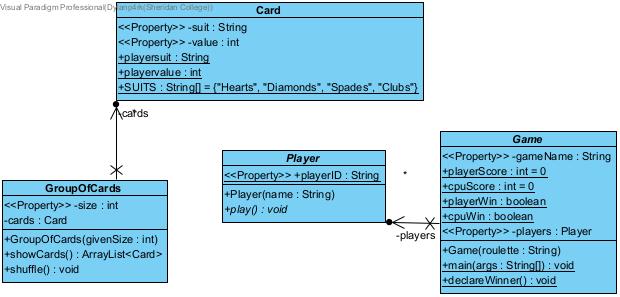 Visual Paradigm Professional(Sheridan College))
Card
<<Property>> -suit : String
<<Property>> -value : int
+playersuit : String
+playervalue : int
+SUITS : String[] = {"Hearts", "Diamonds", "Spades", "Clubs"}
-cards
*
GroupOfCards
<<Property>> -size : int
-cards : Card
+GroupOfCards(givenSize : int)
+showCards() : ArrayList<Card>
+shuffle() : void
Player
<<Property>> +playerID : String
+Player(name : String)
+play() : void
*
-players
Game
<<Property>> -gameName : String
+playerScore : int = 0
+cpuScore : int = 0
+playerWin : boolean
+cpuWin : boolean
<<Property>> -players : Player
+Game(roulette : String)
+main(args : String[]) : void
+declareWinner() : void